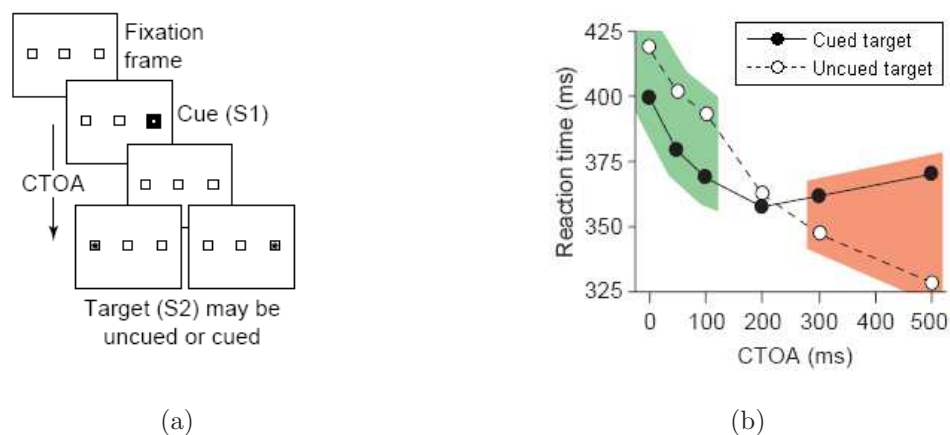 Fixation
frame
Cue (S1)
CTOA
Target (S2) may be
uncued or cued
(a)
425
400
375
350
325
Reaction time (ms)
Cued target
Uncued target
0 100 200 300 400 500
CTOA (ms)
(b)